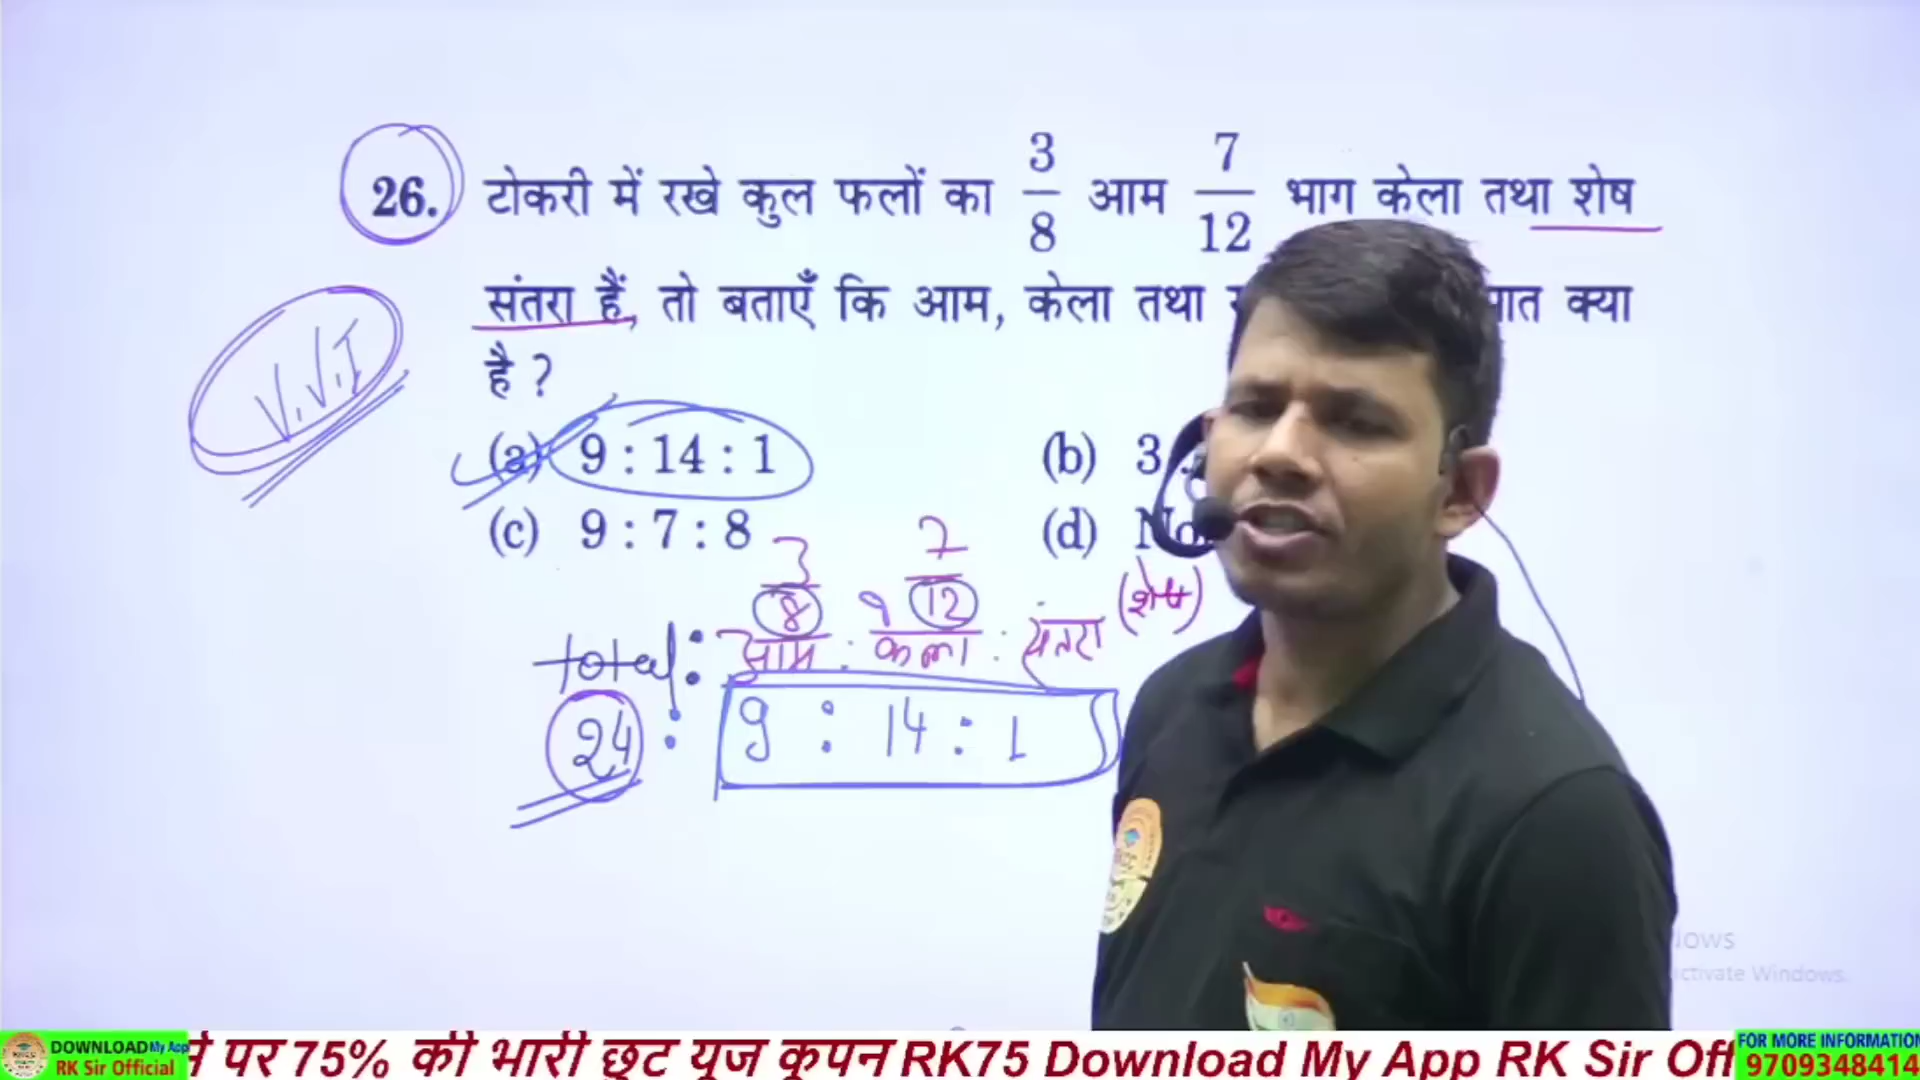 26. टोकरी में रखे कुल फलों का 3/8 आम 7/12 भाग केला तथा शेष
संतरा हैं, तो बताएँ कि आम, केला तथा क्या
है ?
V.V.I
(a) 9 : 14 : 1
(b) 3
(c) 9 : 7 : 8
(d)
3 7
8 12 (शेष)
total : आम : केला : संतरा
24 : 9 : 14 : 1
DOWNLOAD My App
RK Sir Official
पर 75% की भारी छूट यूज कूपन RK75 Download My App RK Sir
FOR MORE INFORMATION
9709348414